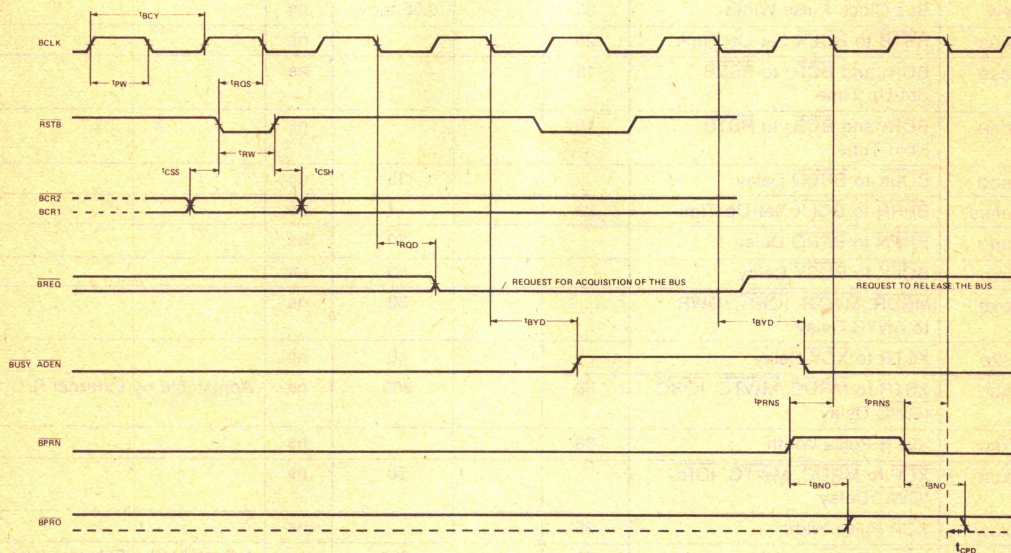 tBCY
BCLK
tPW
tRQS
RSTB
tRW
tCSS
tCSH
BCR2
BCR1
tRQD
BREQ
REQUEST FOR ACQUISITION OF THE BUS
REQUEST TO RELEASE THE BUS
tBYD
tBYD
BUSY ADEN
tPRNS
tPRNS
BPRN
tBNO
tBNO
BPRO
tCPD